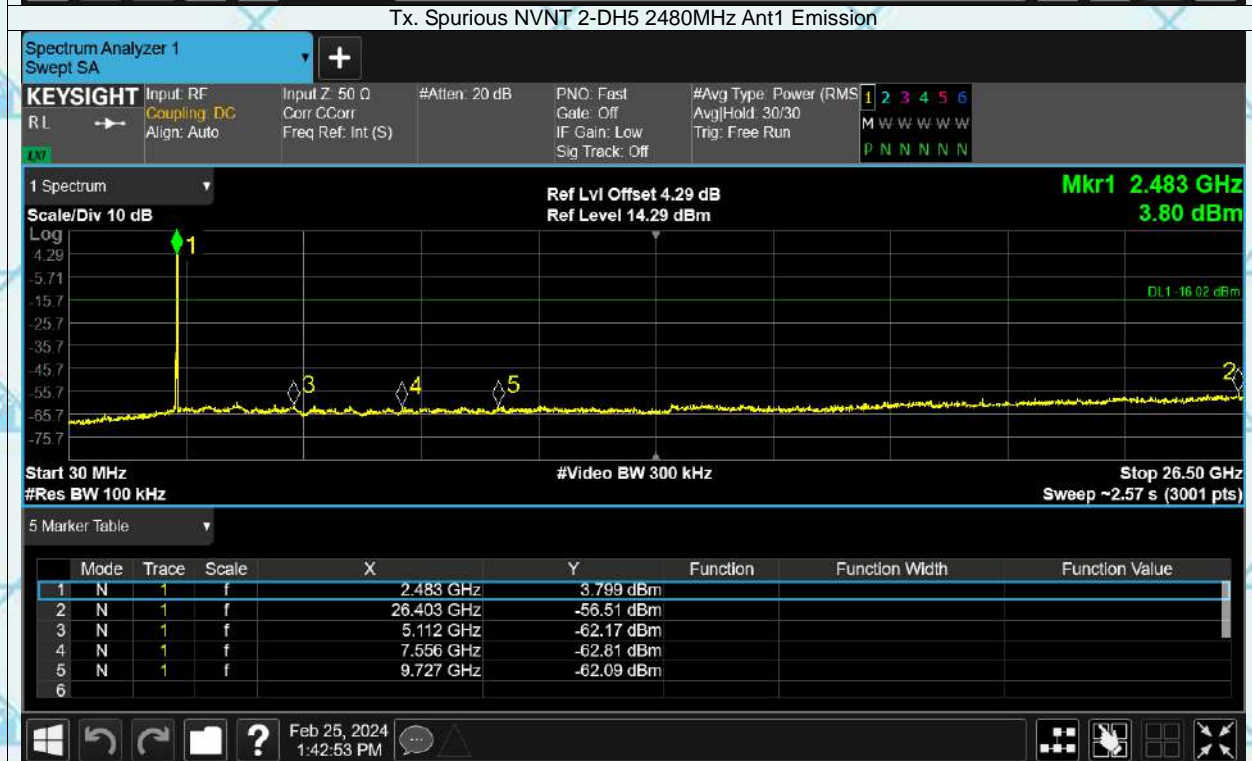 Tx. Spurious NVNT 2-DH5 2480MHz Ant1 Emission
Spectrum Analyzer 1
Swept SA
KEYSIGHT
RL
LXI
Input: RF
Coupling: DC
Align: Auto
Input Z: 50 Ω
Corr CCorr
Freq Ref: Int (S)
#Atten: 20 dB
PNO: Fast
Gate: Off
IF Gain: Low
Sig Track: Off
#Avg Type: Power (RMS
Avg|Hold: 30/30
Trig: Free Run
1 2 3 4 5 6
M W W W W W
P N N N N N
1 Spectrum
Scale/Div 10 dB
Ref Lvl Offset 4.29 dB
Ref Level 14.29 dBm
Mkr1 2.483 GHz
3.80 dBm
Log
4.29
-5.71
-15.7
-25.7
-35.7
-45.7
-55.7
-65.7
-75.7
1
DL1 -16.02 dBm
3
4
5
2
Start 30 MHz
#Video BW 300 kHz
Stop 26.50 GHz
#Res BW 100 kHz
Sweep ~2.57 s (3001 pts)
5 Marker Table
Mode Trace Scale X Y Function Function Width Function Value
1 N 1 f 2.483 GHz 3.799 dBm
2 N 1 f 26.403 GHz -56.51 dBm
3 N 1 f 5.112 GHz -62.17 dBm
4 N 1 f 7.556 GHz -62.81 dBm
5 N 1 f 9.727 GHz -62.09 dBm
6
?
Feb 25, 2024
1:42:53 PM